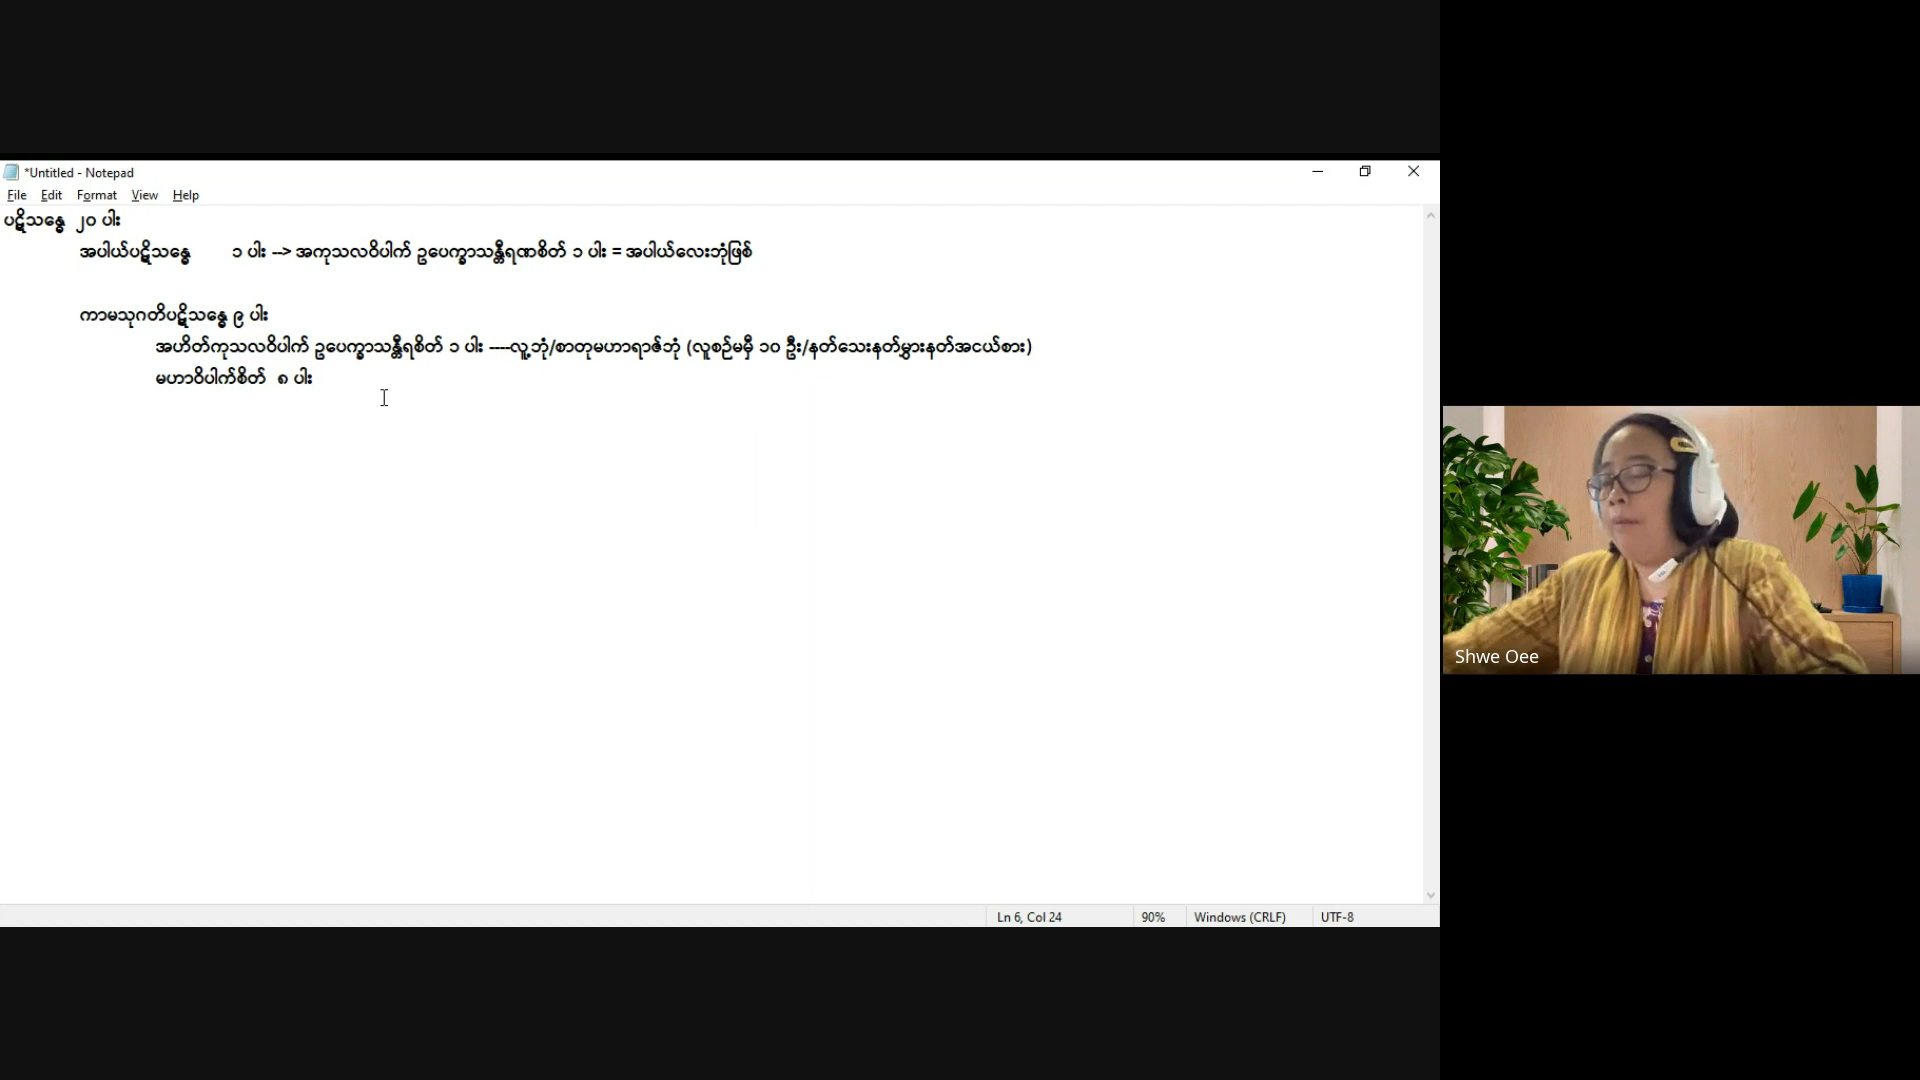 *Untitled - Notepad
File Edit Format View Help
ပဋိသန္ဓေ ၂၀ ပါး
အပါယ်ပဋိသန္ဓေ ၁ ပါး --> အကုသလဝိပါက် ဥပေက္ခာသန္တီရဏစိတ် ၁ ပါး = အပါယ်လေးဘုံဖြစ်
ကာမသုဂတိပဋိသန္ဓေ ၉ ပါး
အဟိတ်ကုသလဝိပါက် ဥပေက္ခာသန္တီရစိတ် ၁ ပါး ----လူ့ဘုံ/စာတုမဟာရာဇ်ဘုံ (လူစဉ်မမှီ ၁၀ ဦး/နတ်သေးနတ်မွှားနတ်အငယ်စား)
မဟာဝိပါက်စိတ် ၈ ပါး
Shwe Oee
Ln 6, Col 24 90% Windows (CRLF) UTF-8